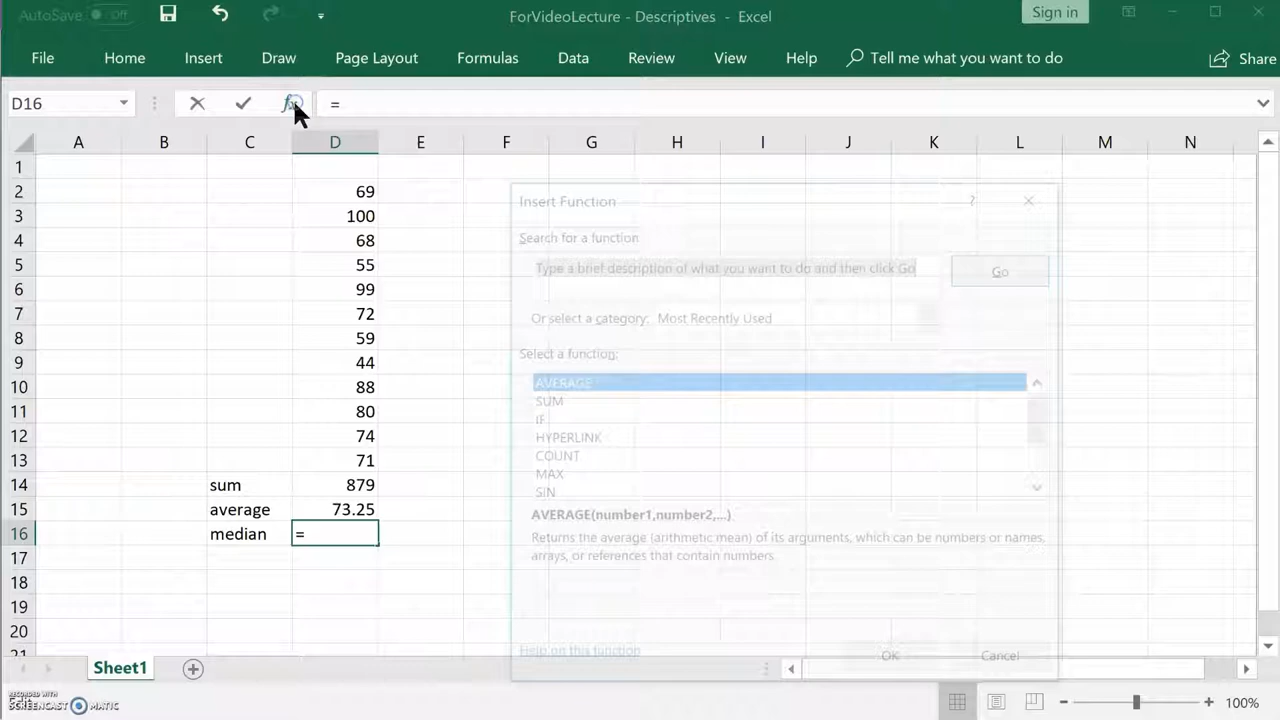 AutoSave Off ForVideoLecture - Descriptives - Excel Sign in
File Home Insert Draw Page Layout Formulas Data Review View Help Tell me what you want to do Share
D16 fx =
A B C D E F G H I J K L M N
1
2 69
3 100
4 68
5 55
6 99
7 72
8 59
9 44
10 88
11 80
12 74
13 71
14 sum 879
15 average 73.25
16 median =
17
18
19
20
21
Insert Function ?
Search for a function
Type a brief description of what you want to do and then click Go
Go
Or select a category: Most Recently Used
Select a function:
AVERAGE
SUM
IF
HYPERLINK
COUNT
MAX
SIN
AVERAGE(number1,number2,...)
Returns the average (arithmetic mean) of its arguments, which can be numbers or names,
arrays, or references that contain numbers.
Help on this function OK Cancel
Sheet1
RECORDED WITH
SCREENCAST MATIC
100%